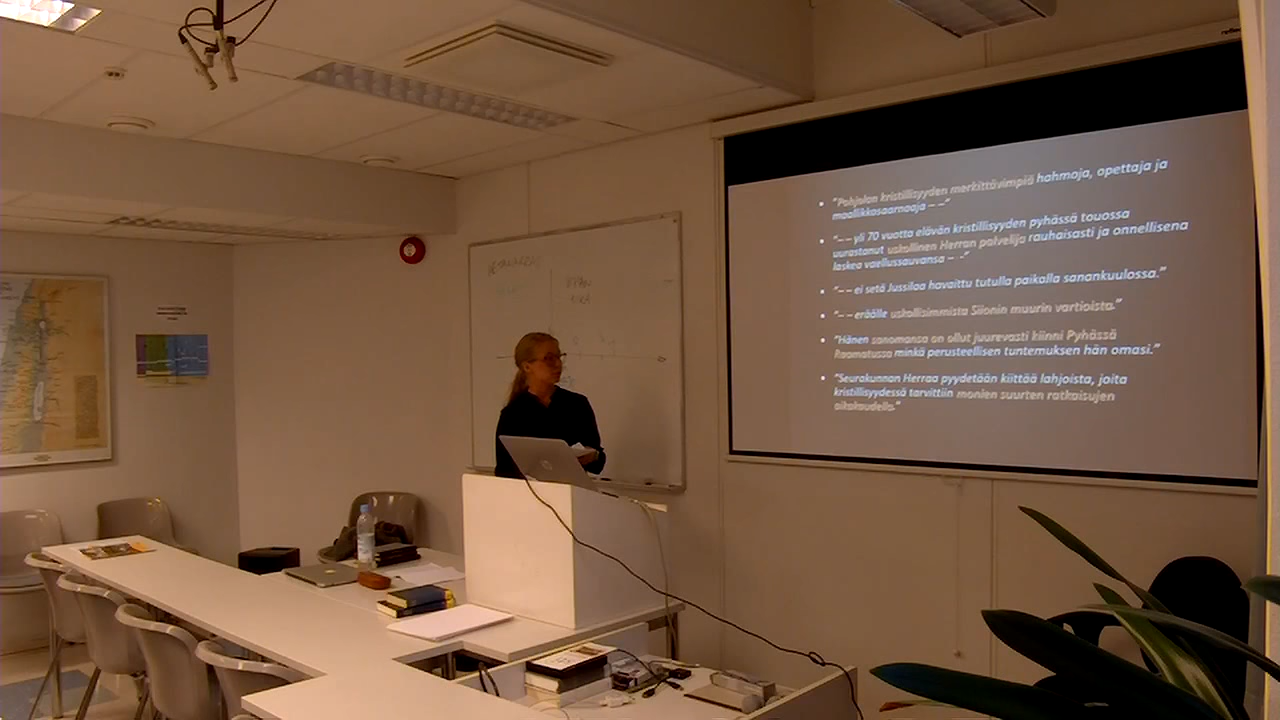 "Pohjolan kristillisyyden merkittävimpiä hahmoja, opettaja ja
maallikkosaarnaaja – –"
"– – yli 70 vuotta elävän kristillisyyden pyhässä touossa
uurastanut uskollinen Herran palvelija rauhaisasti ja onnellisena
laskea vaellussauvansa – –"
"– – ei setä Jussilaa havaittu tutulla paikalla sanankuulossa."
"– – eräälle uskollisimmista Siionin muurin vartioista."
"Hänen sanomansa on ollut juurevasti kiinni Pyhässä
Raamatussa minkä perusteellisen tuntemuksen hän omasi."
"Seurakunnan Herraa pyydetään kiittää lahjoista, joita
kristillisyydessä tarvittiin monien suurten ratkaisujen
aikakaudella."